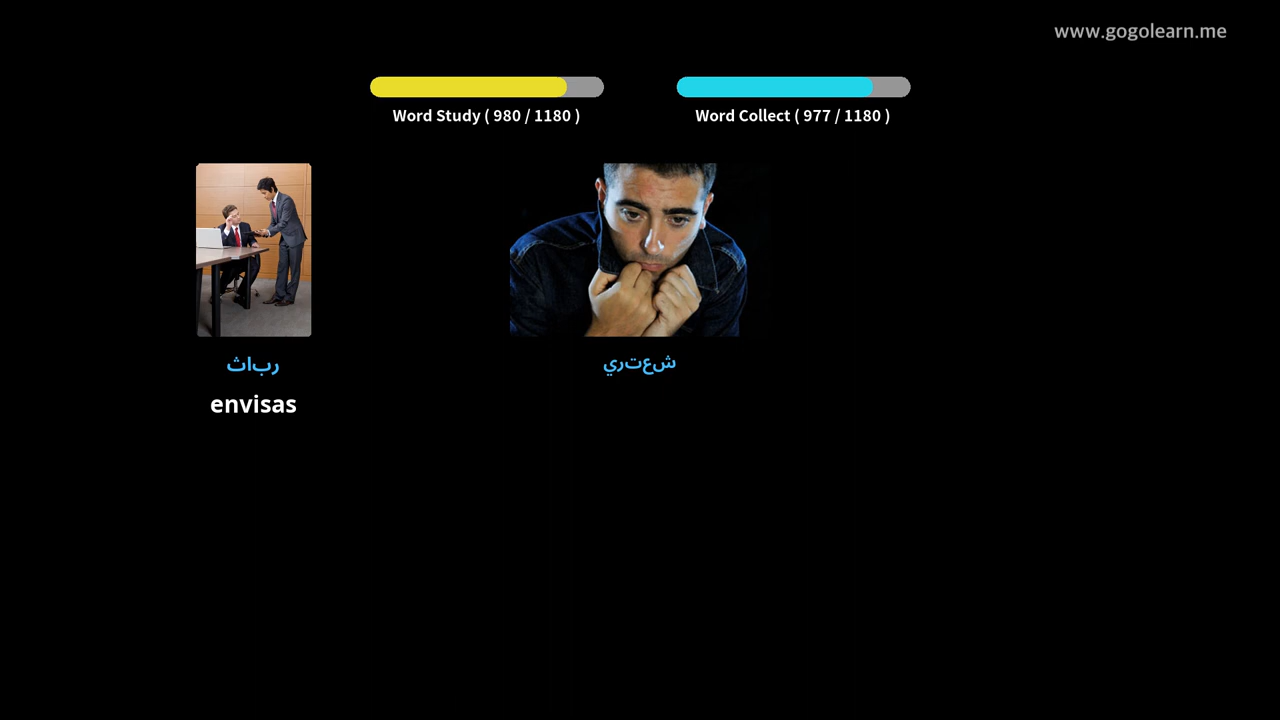 www.gogolearn.me
Word Study ( 980 / 1180 )
Word Collect ( 977 / 1180 )
رباث
شعتري
envisas